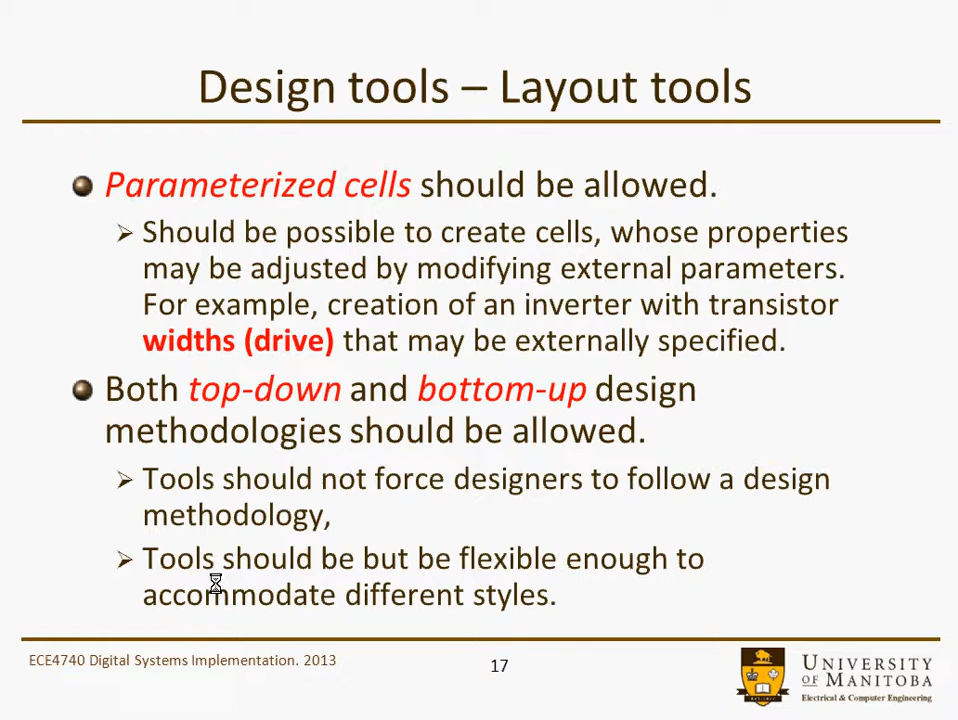 Design tools – Layout tools
Parameterized cells should be allowed.
Should be possible to create cells, whose properties
may be adjusted by modifying external parameters.
For example, creation of an inverter with transistor
widths (drive) that may be externally specified.
Both top-down and bottom-up design
methodologies should be allowed.
Tools should not force designers to follow a design
methodology,
Tools should be but be flexible enough to
accommodate different styles.
ECE4740 Digital Systems Implementation. 2013
17
UNIVERSITY
OF MANITOBA
Electrical & Computer Engineering